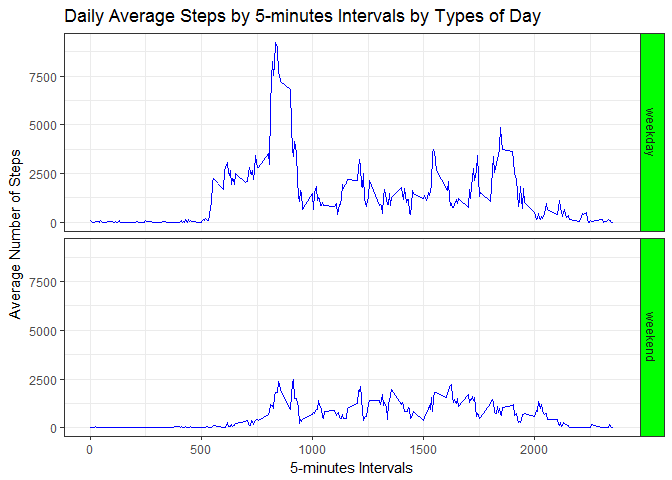 Daily Average Steps by 5-minutes Intervals by Types of Day
Average Number of Steps
7500
5000
2500
0
weekday
7500
5000
2500
0
weekend
0
500
1000
1500
2000
5-minutes Intervals